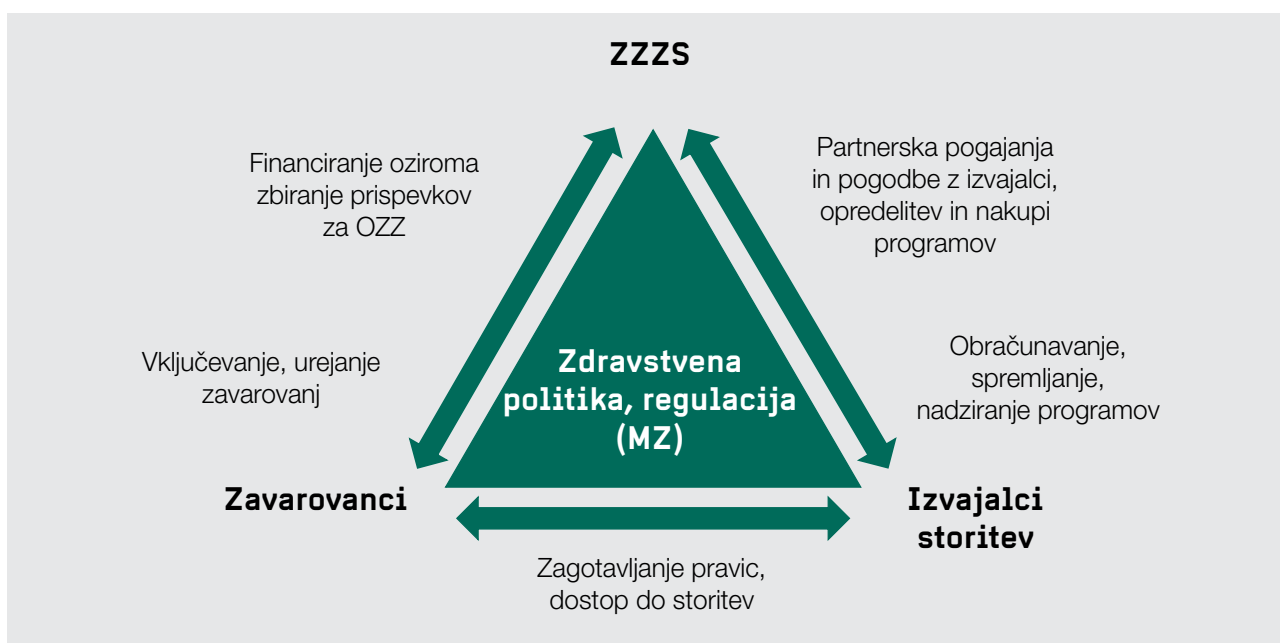 ZZZS
Financiranje oziroma
zbiranje prispevkov
za OZZ
Partnerska pogajanja
in pogodbe z izvajalci,
opredelitev in nakupi
programov
Vključevanje, urejanje
zavarovanj
Zdravstvena
politika, regulacija
(MZ)
Obračunavanje,
spremljanje,
nadziranje programov
Zavarovanci
Izvajalci
storitev
Zagotavljanje pravic,
dostop do storitev